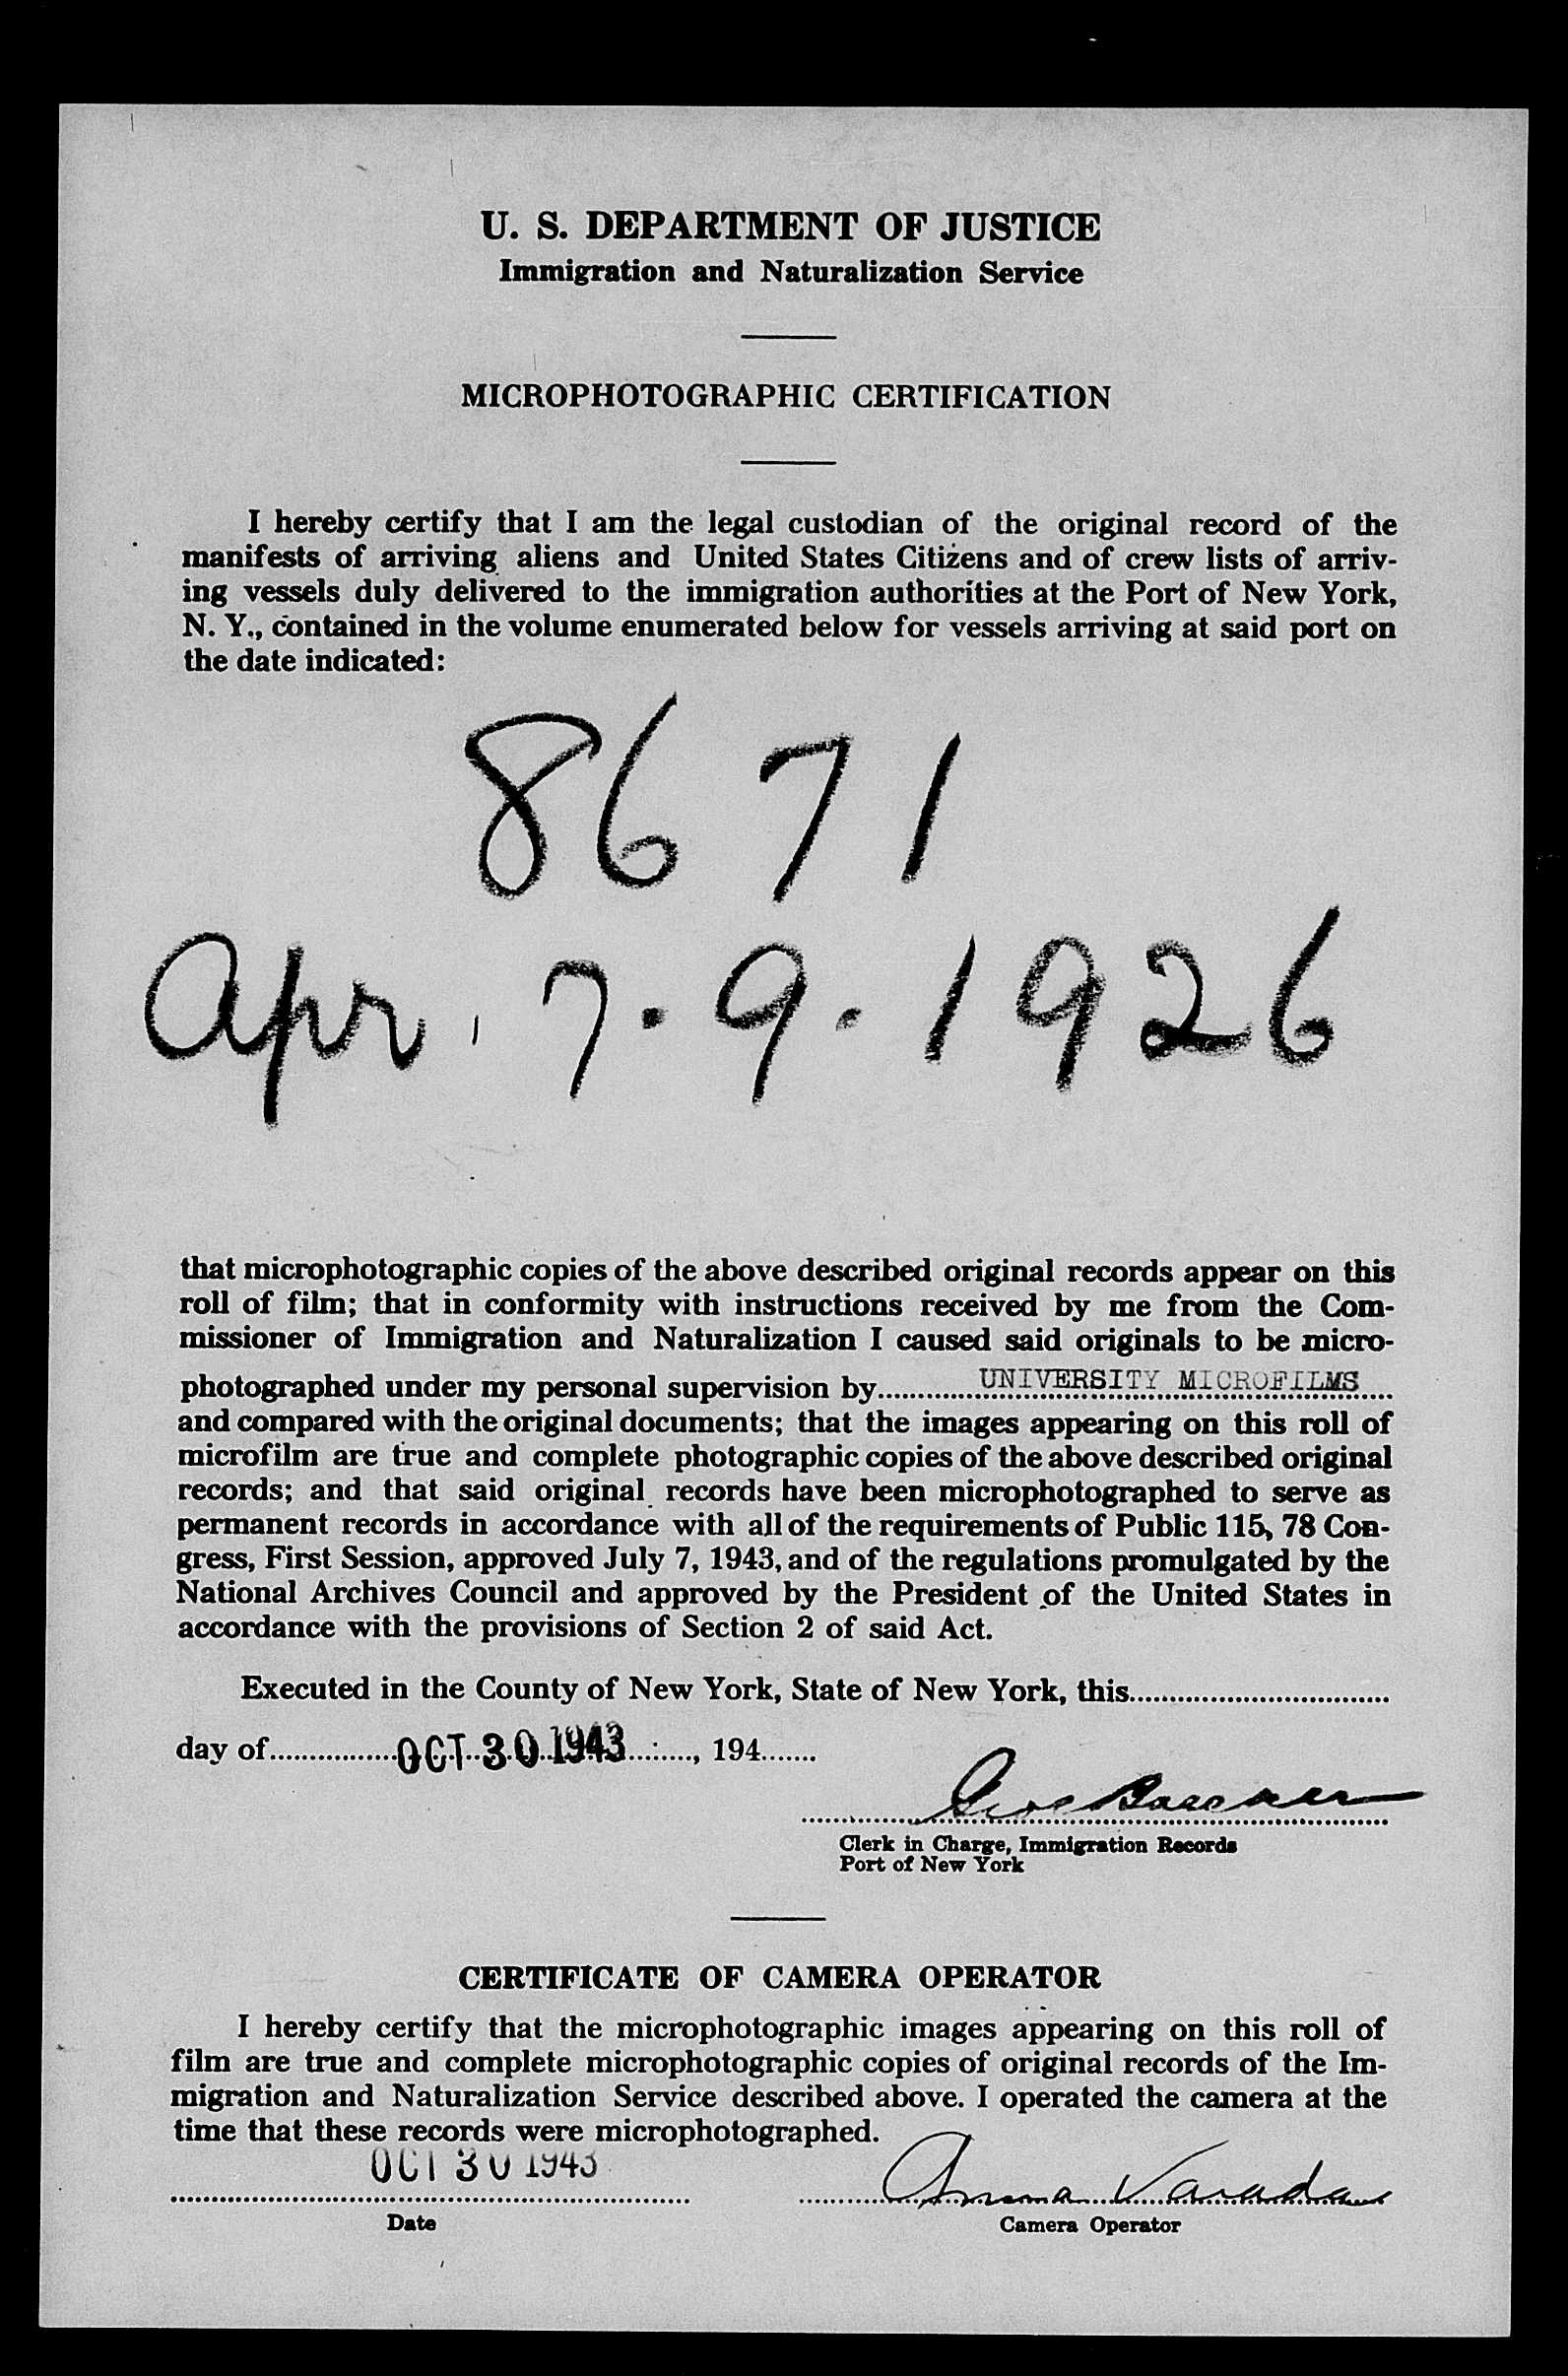 U. S. DEPARTMENT OF JUSTICE
Immigration and Naturalization Service
MICROPHOTOGRAPHIC CERTIFICATION
I hereby certify that I am the legal custodian of the original record of the
manifests of arriving aliens and United States Citizens and of crew lists of arriv-
ing vessels duly delivered to the immigration authorities at the Port of New York,
N. Y., contained in the volume enumerated below for vessels arriving at said port on
the date indicated:
8671
Apr, 7. 9. 1926
that microphotographic copies of the above described original records appear on this
roll of film; that in conformity with instructions received by me from the Com-
missioner of Immigration and Naturalization I caused said originals to be micro-
photographed under my personal supervision by UNIVERSITY MICROFILMS
and compared with the original documents; that the images appearing on this roll of
microfilm are true and complete photographic copies of the above described original
records; and that said original records have been microphotographed to serve as
permanent records in accordance with all of the requirements of Public 115, 78 Con-
gress, First Session, approved July 7, 1943, and of the regulations promulgated by the
National Archives Council and approved by the President of the United States in
accordance with the provisions of Section 2 of said Act.
Executed in the County of New York, State of New York, this
day of OCT 30 1943, 194
Clerk in Charge, Immigration Records
Port of New York
CERTIFICATE OF CAMERA OPERATOR
I hereby certify that the microphotographic images appearing on this roll of
film are true and complete microphotographic copies of original records of the Im-
migration and Naturalization Service described above. I operated the camera at the
time that these records were microphotographed.
OCT 30 1943 Anna
Date
Camera Operator